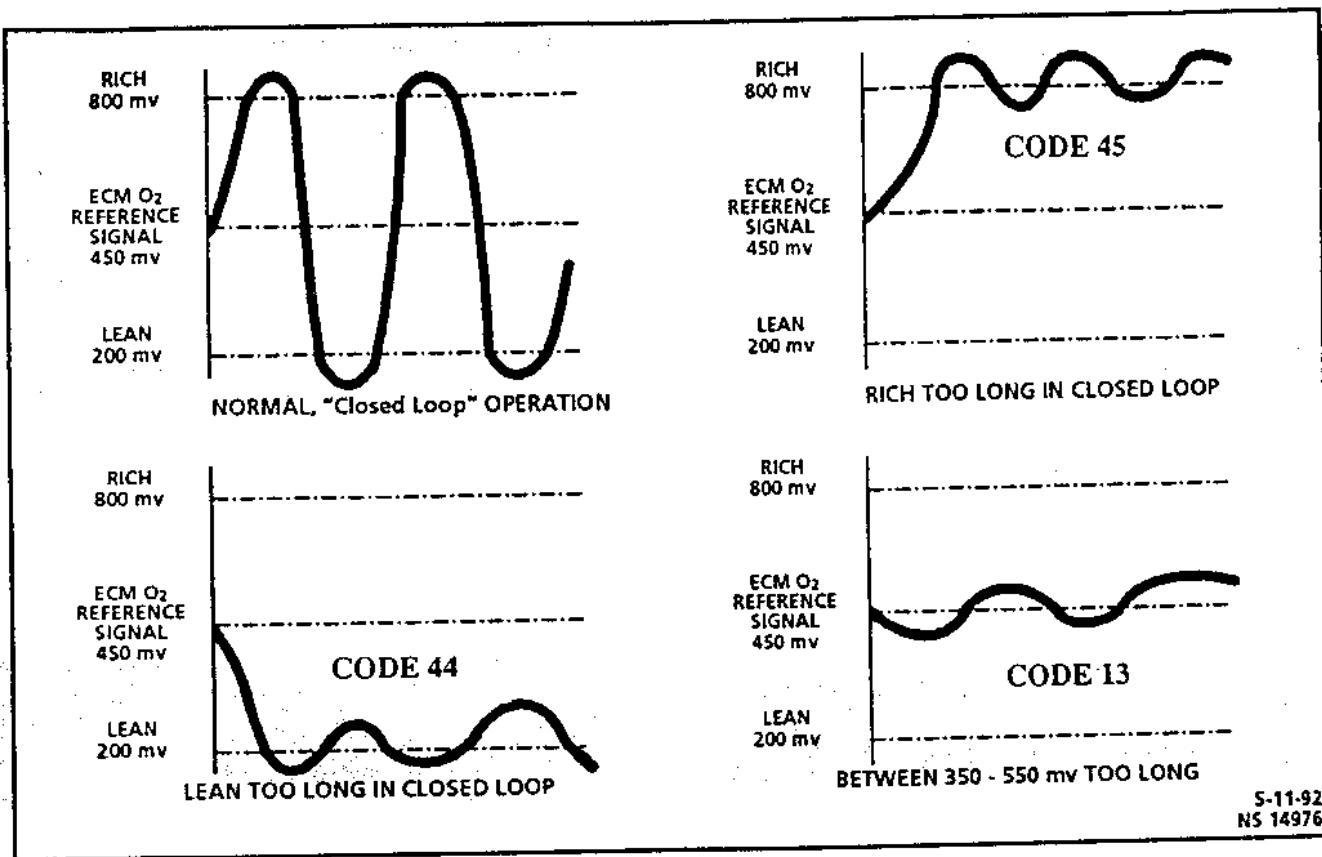 RICH
800 mv
ECM O2
REFERENCE
SIGNAL
450 mv
LEAN
200 mv
NORMAL, "Closed Loop" OPERATION
RICH
800 mv
CODE 45
ECM O2
REFERENCE
SIGNAL
450 mv
LEAN
200 mv
RICH TOO LONG IN CLOSED LOOP
RICH
800 mv
ECM O2
REFERENCE
SIGNAL
450 mv
CODE 44
LEAN
200 mv
LEAN TOO LONG IN CLOSED LOOP
RICH
800 mv
ECM O2
REFERENCE
SIGNAL
450 mv
CODE 13
LEAN
200 mv
BETWEEN 350 - 550 mv TOO LONG
5-11-92
NS 14976